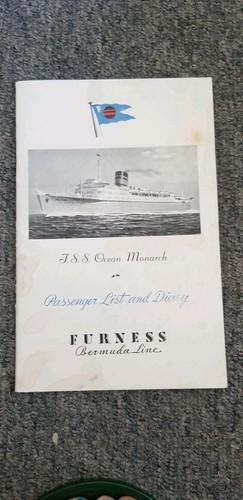 T.S.S. Ocean Monarch
Passenger List and Diary
FURNESS
Bermuda Line